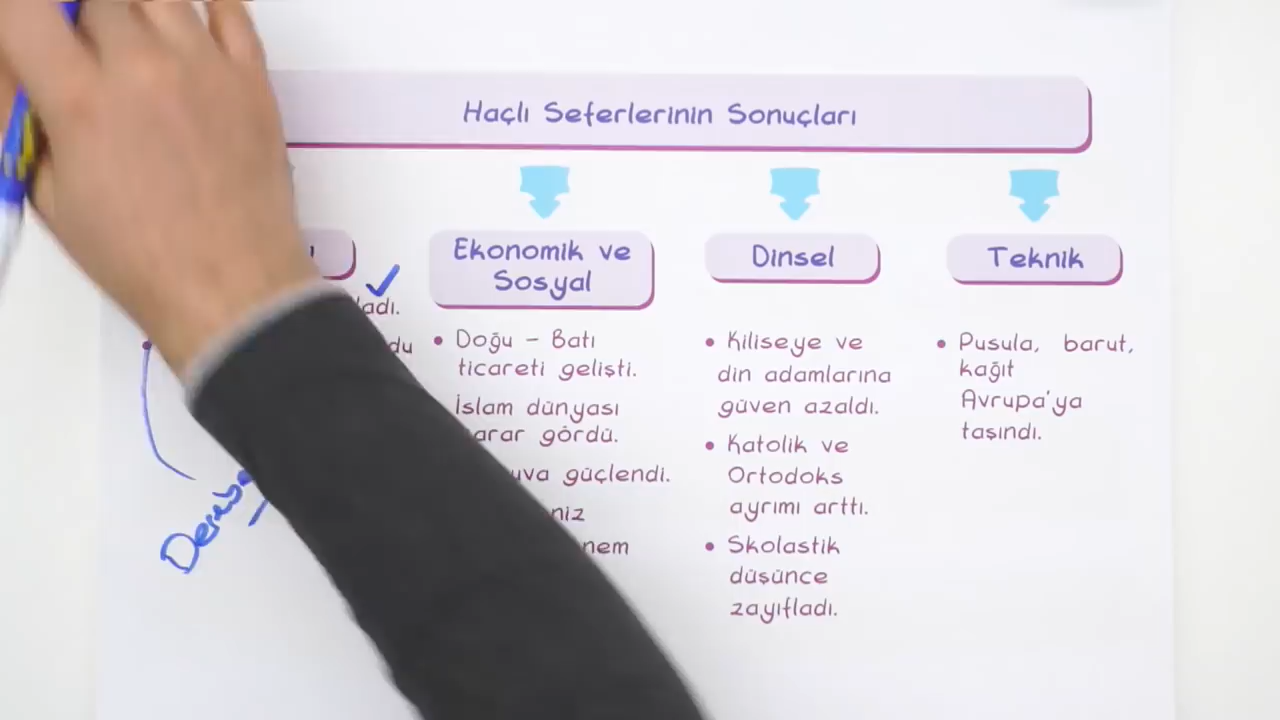 Haçlı Seferlerinin Sonuçları
Ekonomik ve
Sosyal
• Doğu - Batı
ticareti gelişti.
İslam dünyası
gördü.
güçlendi.
Dinsel
• Kiliseye ve
din adamlarına
güven azaldı.
• Katolik ve
Ortodoks
ayrımı arttı.
• Skolastik
düşünce
zayıfladı.
Teknik
• Pusula, barut,
kağıt
Avrupa'ya
taşındı.